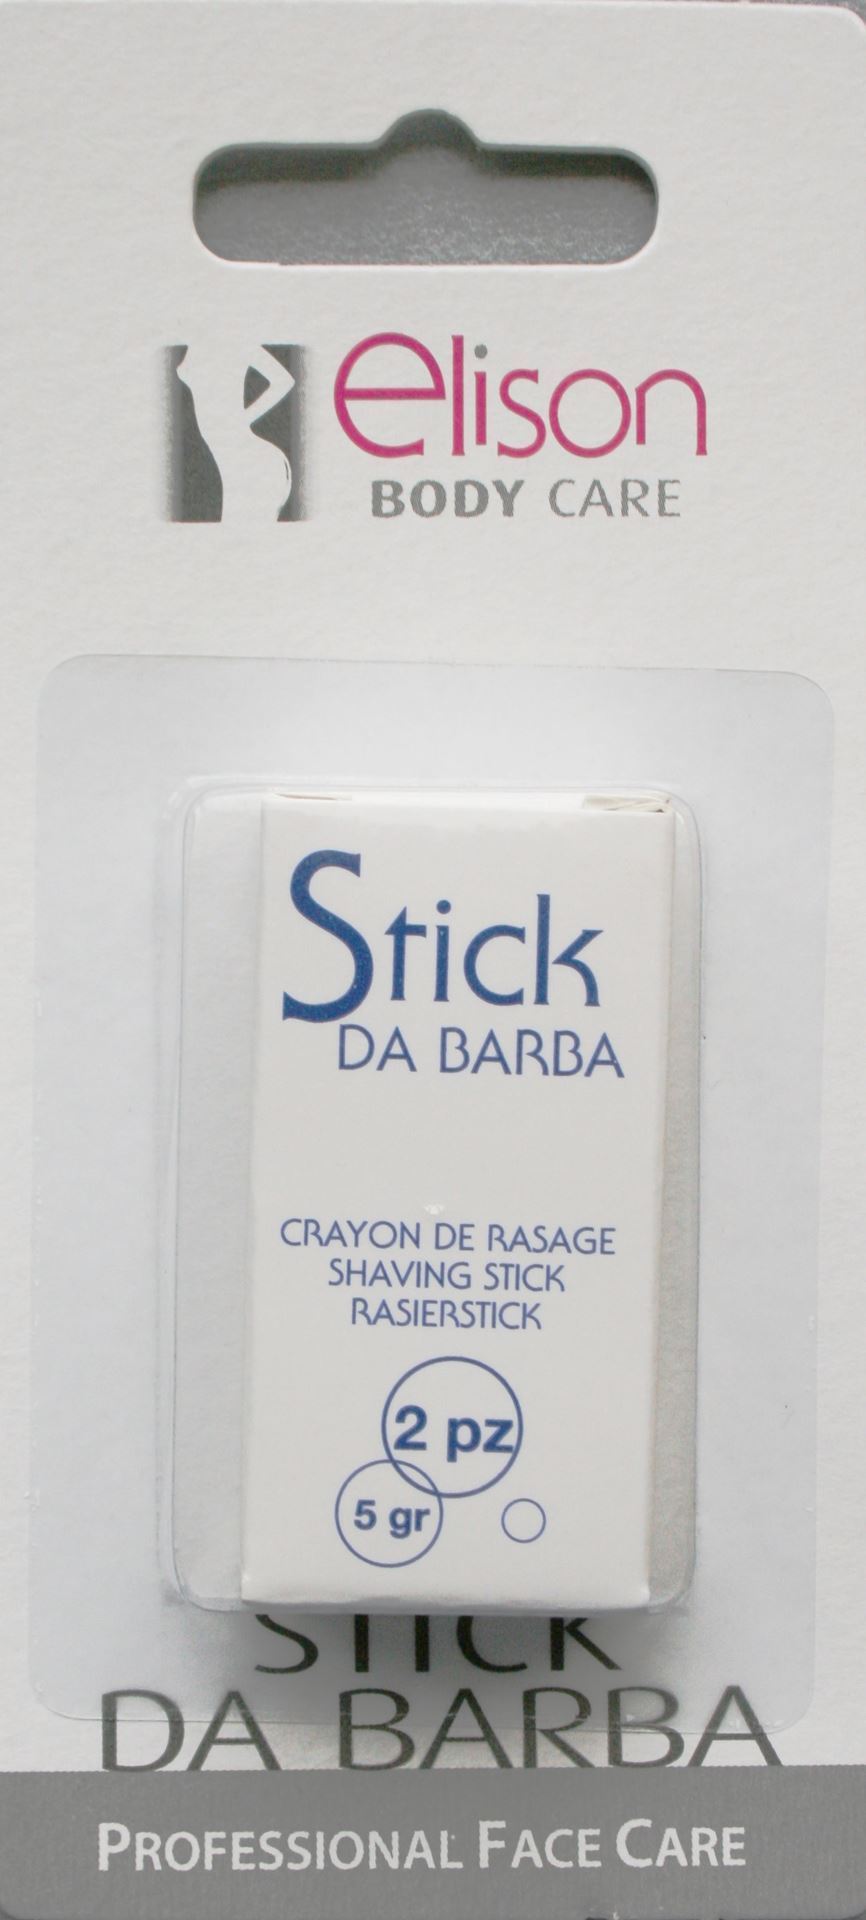 elison
BODY CARE
Stick
DA BARBA
CRAYON DE RASAGE
SHAVING STICK
RASIERSTICK
2 pz
5 gr
STICK
DA BARBA
PROFESSIONAL FACE CARE